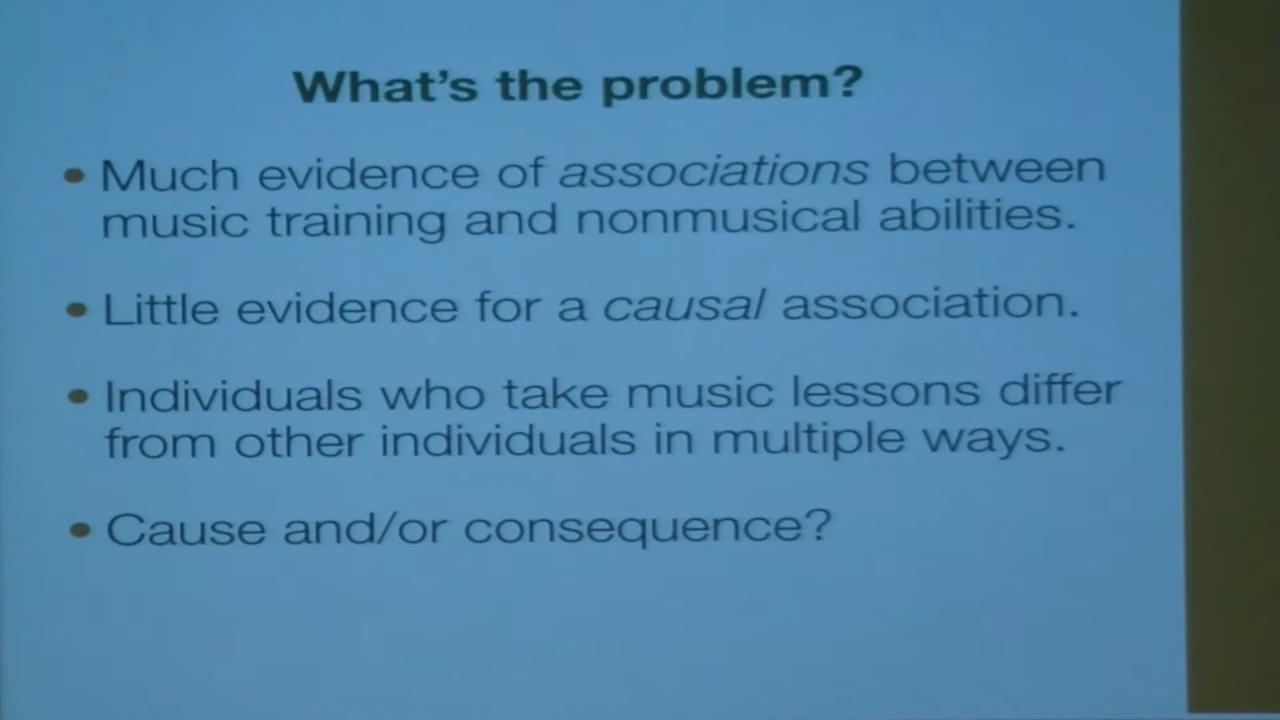 What's the problem?
• Much evidence of associations between
music training and nonmusical abilities.
• Little evidence for a causal association.
• Individuals who take music lessons differ
from other individuals in multiple ways.
• Cause and/or consequence?